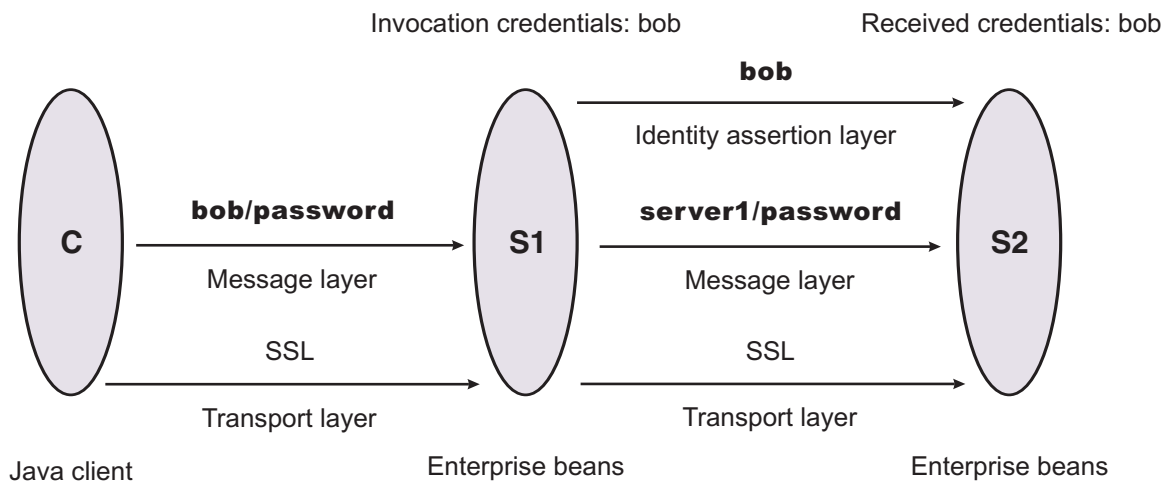 Invocation credentials: bob
Received credentials: bob
bob
Identity assertion layer
bob/password
server1/password
C
S1
S2
Message layer
Message layer
SSL
SSL
Transport layer
Transport layer
Java client
Enterprise beans
Enterprise beans